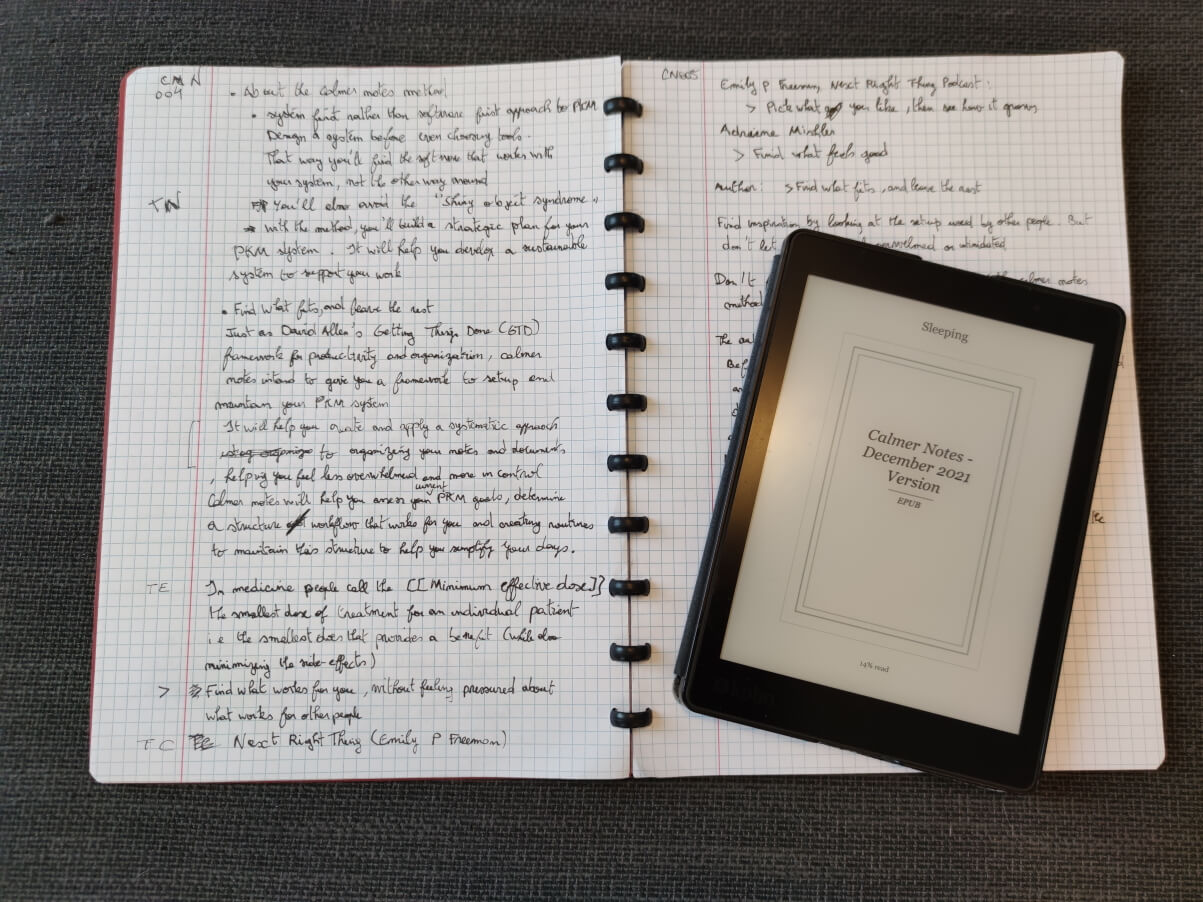 CMN
004
• About the Calmer notes method
• System first rather than software first approach to PKM
Design a system before even choosing tools.
That way you'll find the software that works with
your system, not the other way around
TN
You'll also avoid the "Shiny object syndrome"
with the method, you'll build a strategic plan for your
PKM system. It will help you develop a sustainable
system to support your work
• Find what fits, and leave the rest
Just as David Allen's Getting Things Done (GTD)
framework for productivity and organization, calmer
notes intend to give you a framework to setup and
maintain your PKM system
It will help you create and apply a systematic approach
to organizing your notes and documents
, helping you feel less overwhelmed and more in control
Calmer notes will help you assess your current PKM goals, determine
a structure workflow that works for you and creating routines
to maintain this structure to help you simplify your days.
TE
In medicine people call the [[Minimum effective dose]]
the smallest dose of treatment for an individual patient
i.e the smallest does that provides a benefit (while also
minimizing the side-effects)
> Find what works for you, without feeling pressured about
what works for other people
TC Next Right Thing (Emily P Freeman)
CN005
Emily P Freeman, Next Right Thing Podcast:
> Pick what you like, then see how it grows
> Find what feels good
Author: > Find what fits, and leave the rest
Find inspiration by looking at the setup used by other people. But
don't let overwhelmed or intimidated
Don't calmer notes
method
Sleeping
Calmer Notes -
December 2021
Version
EPUB
14% read